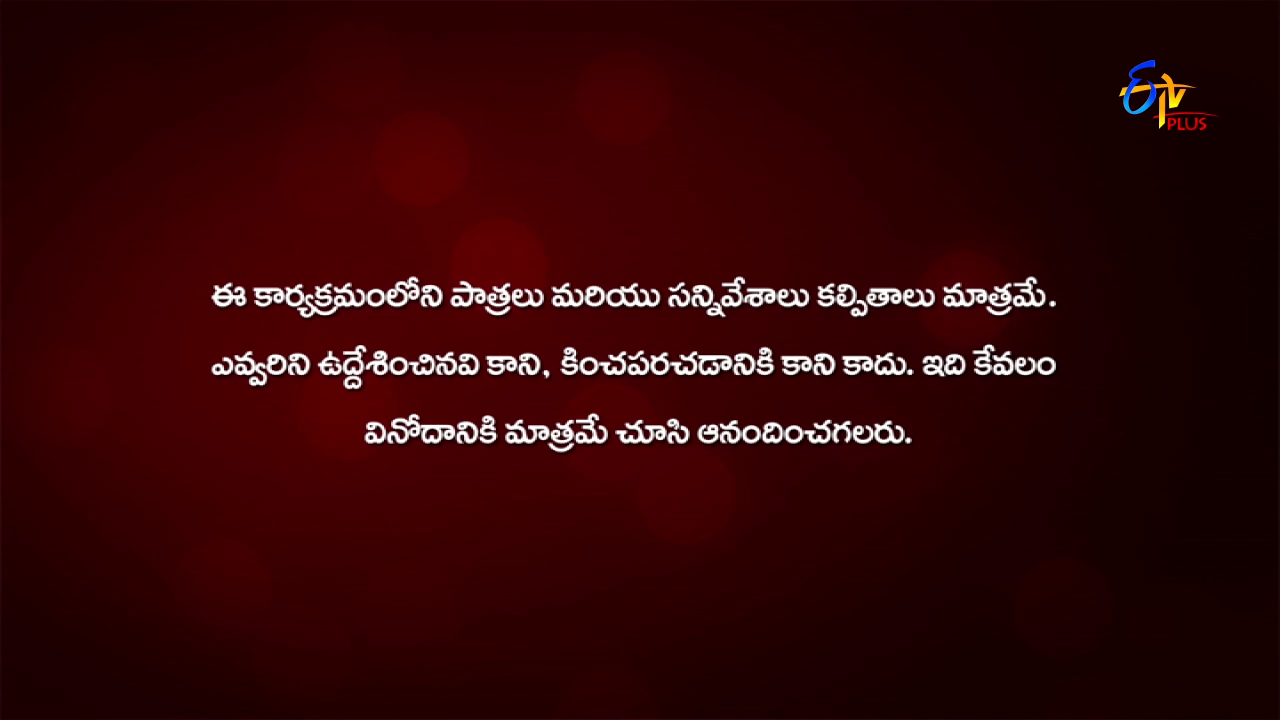 ETV
PLUS
ఈ కార్యక్రమంలోని పాత్రలు మరియు సన్నివేశాలు కల్పితాలు మాత్రమే.
ఎవ్వరిని ఉద్దేశించినవి కాని, కించపరచడానికి కాని కాదు. ఇది కేవలం
వినోదానికి మాత్రమే చూసి ఆనందించగలరు.